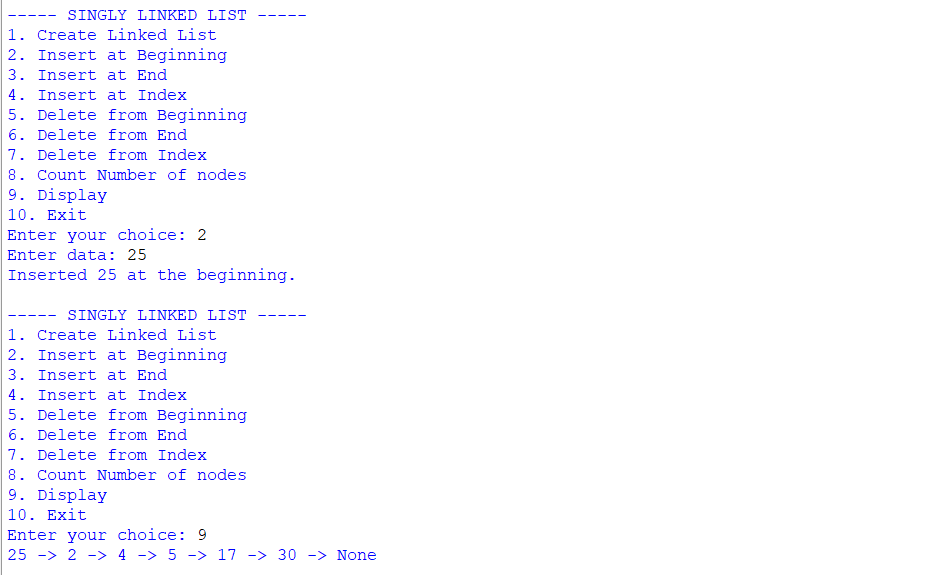 ----- SINGLY LINKED LIST -----
1. Create Linked List
2. Insert at Beginning
3. Insert at End
4. Insert at Index
5. Delete from Beginning
6. Delete from End
7. Delete from Index
8. Count Number of nodes
9. Display
10. Exit
Enter your choice: 2
Enter data: 25
Inserted 25 at the beginning.
----- SINGLY LINKED LIST -----
1. Create Linked List
2. Insert at Beginning
3. Insert at End
4. Insert at Index
5. Delete from Beginning
6. Delete from End
7. Delete from Index
8. Count Number of nodes
9. Display
10. Exit
Enter your choice: 9
25 -> 2 -> 4 -> 5 -> 17 -> 30 -> None